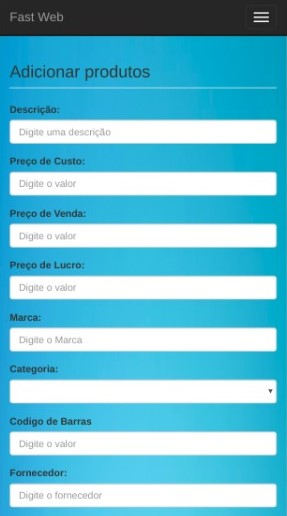 Fast Web
Adicionar produtos
Descrição:
Digite uma descrição
Preço de Custo:
Digite o valor
Preço de Venda:
Digite o valor
Preço de Lucro:
Digite o valor
Marca:
Digite o Marca
Categoria:
Codigo de Barras
Digite o valor
Fornecedor:
Digite o fornecedor